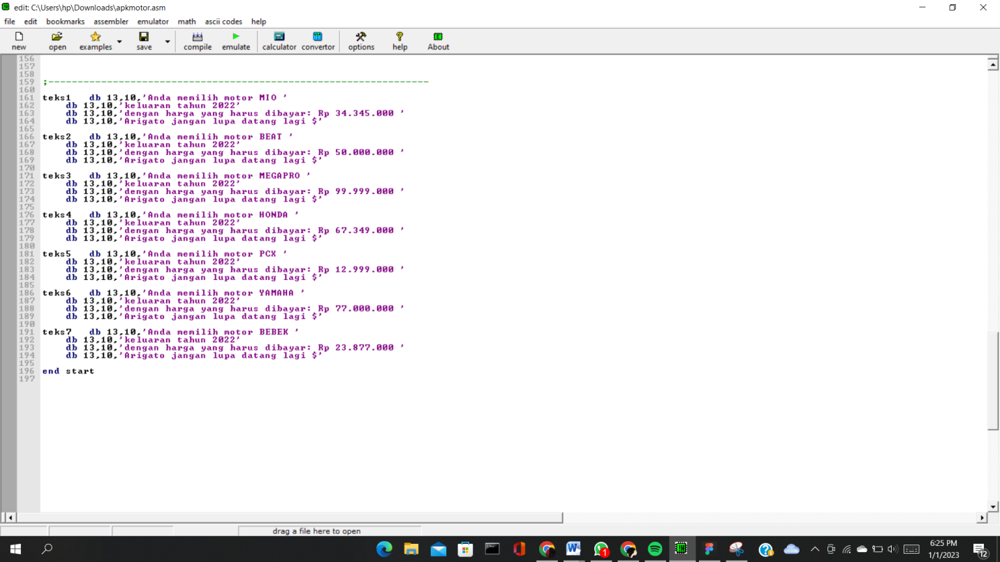 edit: C:\Users\hp\Downloads\apkmotor.asm
file edit bookmarks assembler emulator math ascii codes help
new open examples save compile emulate calculator convertor options help About
156
157
158
159 ;-----------------------------------------------------------------
160
161 teks1 db 13,10,'Anda memilih motor MIO '
162 db 13,10,'keluaran tahun 2022'
163 db 13,10,'dengan harga yang harus dibayar: Rp 34.345.000 '
164 db 13,10,'Arigato jangan lupa datang lagi $'
165
166 teks2 db 13,10,'Anda memilih motor BEAT '
167 db 13,10,'keluaran tahun 2022'
168 db 13,10,'dengan harga yang harus dibayar: Rp 50.000.000 '
169 db 13,10,'Arigato jangan lupa datang lagi $'
170
171 teks3 db 13,10,'Anda memilih motor MEGAPRO '
172 db 13,10,'keluaran tahun 2022'
173 db 13,10,'dengan harga yang harus dibayar: Rp 99.999.000 '
174 db 13,10,'Arigato jangan lupa datang lagi $'
175
176 teks4 db 13,10,'Anda memilih motor HONDA '
177 db 13,10,'keluaran tahun 2022'
178 db 13,10,'dengan harga yang harus dibayar: Rp 67.349.000 '
179 db 13,10,'Arigato jangan lupa datang lagi $'
180
181 teks5 db 13,10,'Anda memilih motor PCX '
182 db 13,10,'keluaran tahun 2022'
183 db 13,10,'dengan harga yang harus dibayar: Rp 12.999.000 '
184 db 13,10,'Arigato jangan lupa datang lagi $'
185
186 teks6 db 13,10,'Anda memilih motor YAMAHA '
187 db 13,10,'keluaran tahun 2022'
188 db 13,10,'dengan harga yang harus dibayar: Rp 77.000.000 '
189 db 13,10,'Arigato jangan lupa datang lagi $'
190
191 teks7 db 13,10,'Anda memilih motor BEBEK '
192 db 13,10,'keluaran tahun 2022'
193 db 13,10,'dengan harga yang harus dibayar: Rp 23.877.000 '
194 db 13,10,'Arigato jangan lupa datang lagi $'
195
196 end start
197
drag a file here to open
6:25 PM
1/1/2023
1
12